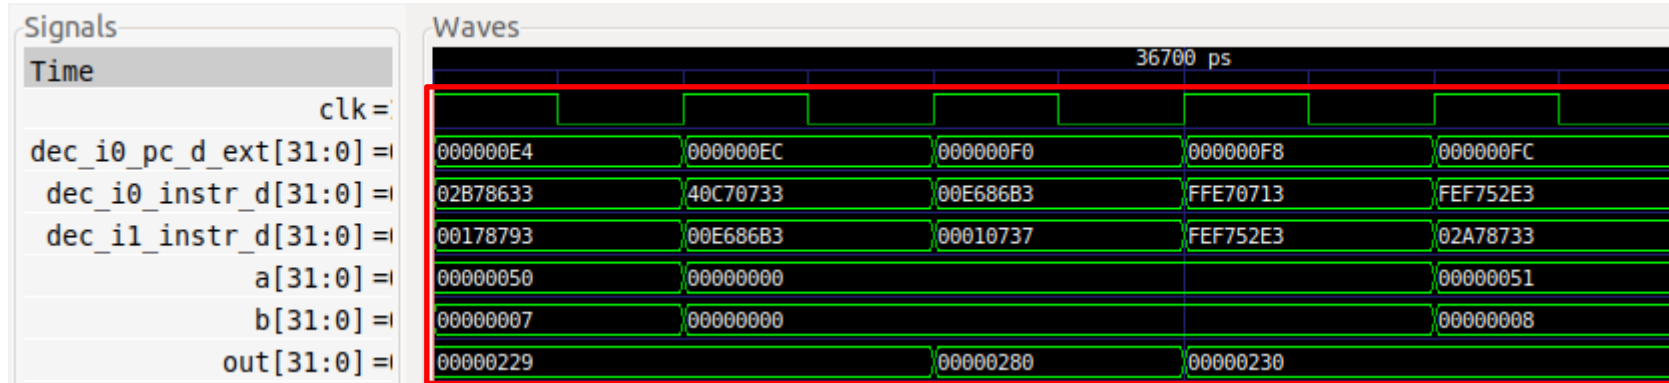 Signals Waves
Time 36700 ps
clk =
dec_i0_pc_d_ext[31:0] = 000000E4 000000EC 000000F0 000000F8 000000FC
dec_i0_instr_d[31:0] = 02B78633 40C70733 00E686B3 FFE70713 FEF752E3
dec_i1_instr_d[31:0] = 00178793 00E686B3 00010737 FEF752E3 02A78733
a[31:0] = 00000050 00000000 00000051
b[31:0] = 00000007 00000000 00000008
out[31:0] = 00000229 00000280 00000230